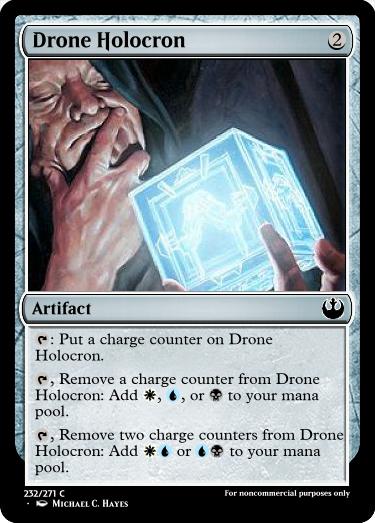 Drone Holocron 2
Artifact
: Put a charge counter on Drone
Holocron.
, Remove a charge counter from Drone
Holocron: Add , , or to your mana
pool.
, Remove two charge counters from Drone
Holocron: Add or to your mana
pool.
232/271 C
For noncommercial purposes only
· Michael C. Hayes